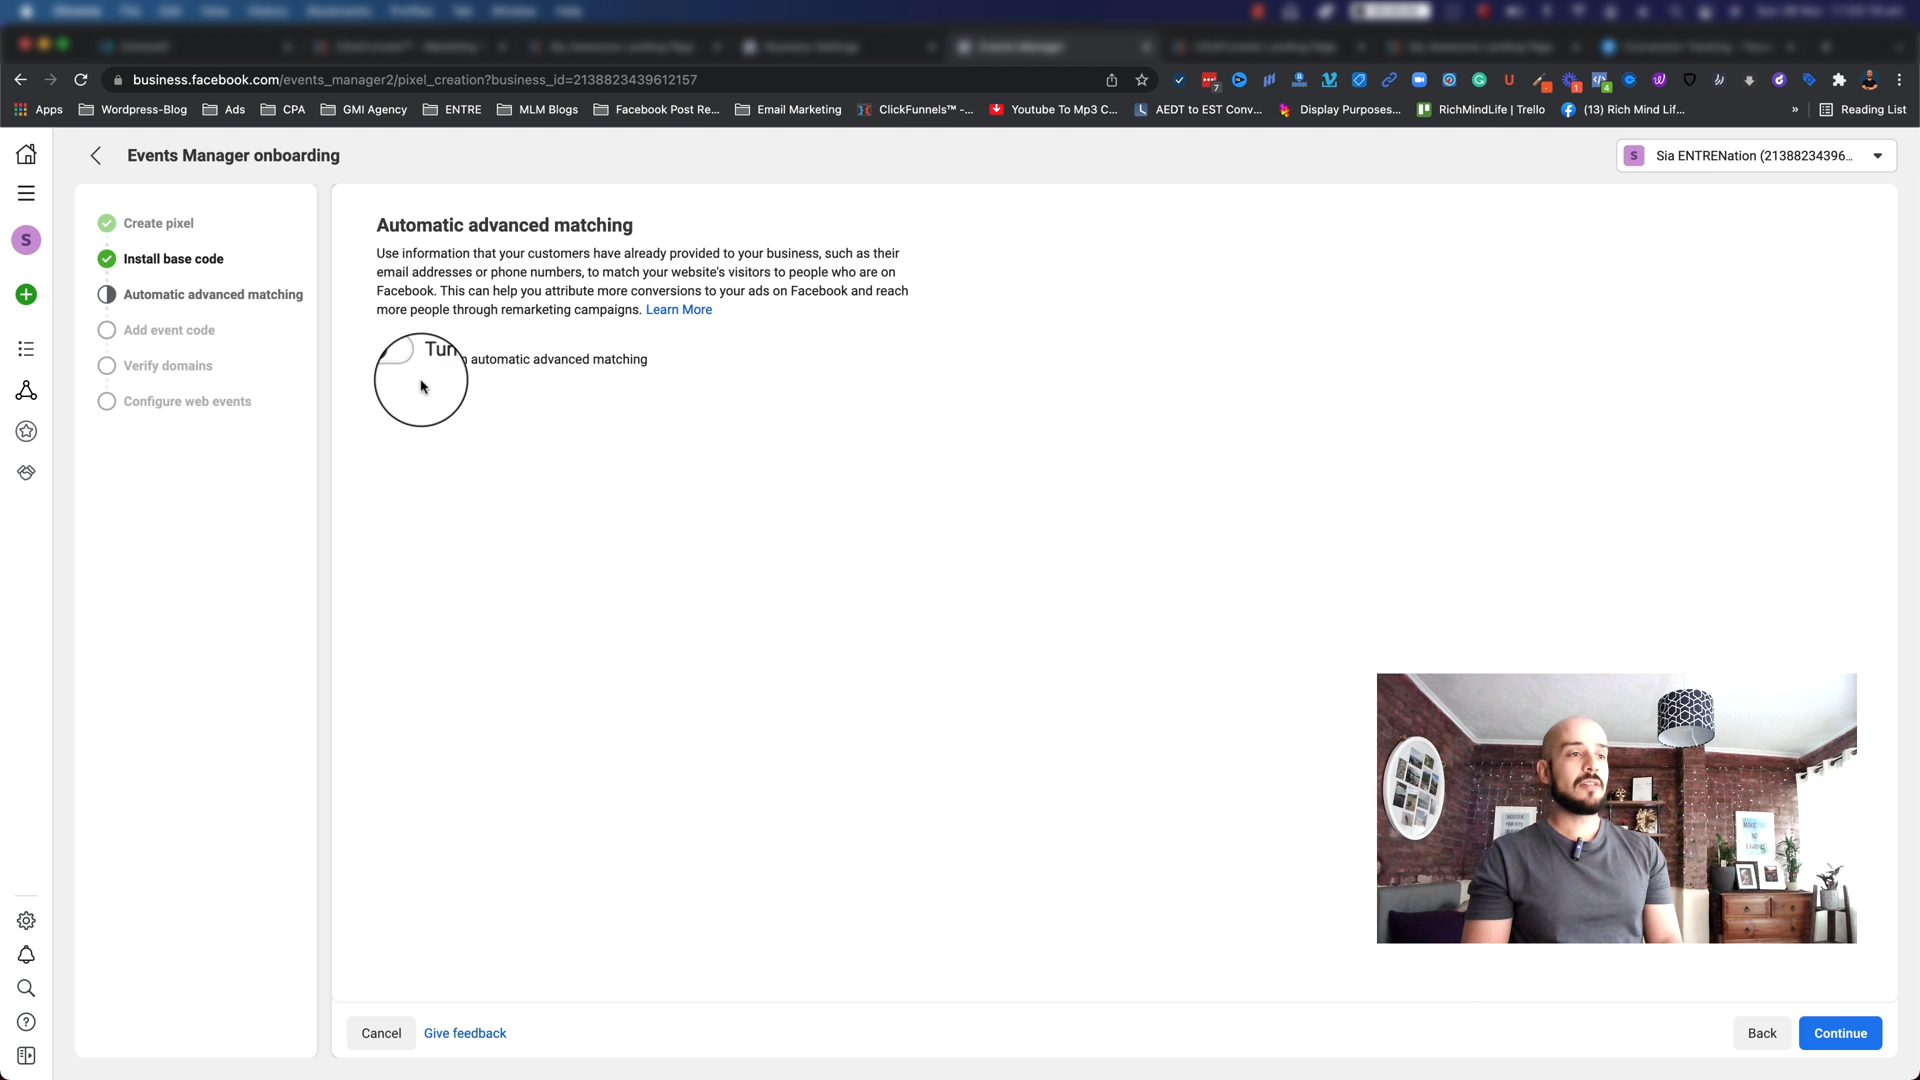 business.facebook.com/events_manager2/pixel_creation?business_id=2138823439612157
7
1
4
Apps
Wordpress-Blog
Ads
CPA
GMI Agency
ENTRE
MLM Blogs
Facebook Post Re...
Email Marketing
ClickFunnels™ -...
Youtube To Mp3 C...
AEDT to EST Conv...
Display Purposes...
RichMindLife | Trello
(13) Rich Mind Lif...
»
Reading List
Events Manager onboarding
S
Sia ENTRENation (21388234396...
S
Create pixel
Install base code
Automatic advanced matching
Add event code
Verify domains
Configure web events
Automatic advanced matching
Use information that your customers have already provided to your business, such as their
email addresses or phone numbers, to match your website's visitors to people who are on
Facebook. This can help you attribute more conversions to your ads on Facebook and reach
more people through remarketing campaigns. Learn More
automatic advanced matching
Cancel
Give feedback
Back
Continue